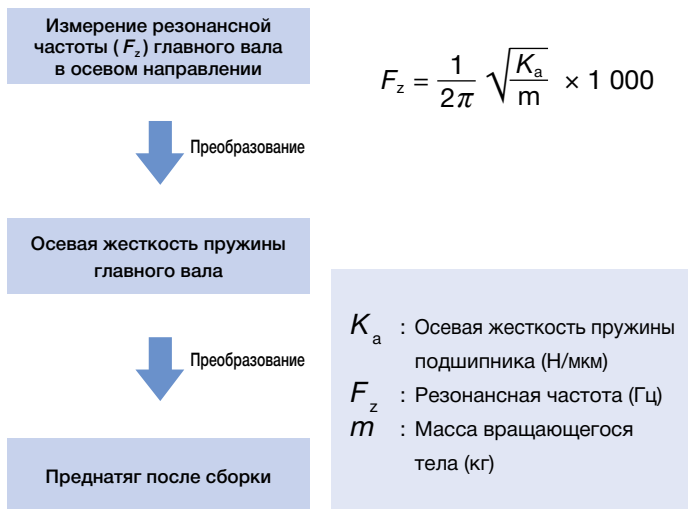 Измерение резонансной
частоты (Fz) главного вала
в осевом направлении
Fz = 1/2π √Ka/m × 1 000
Преобразование
Осевая жесткость пружины
главного вала
Преобразование
Преднатяг после сборки
Ka : Осевая жесткость пружины
подшипника (Н/мкм)
Fz : Резонансная частота (Гц)
m : Масса вращающегося
тела (кг)